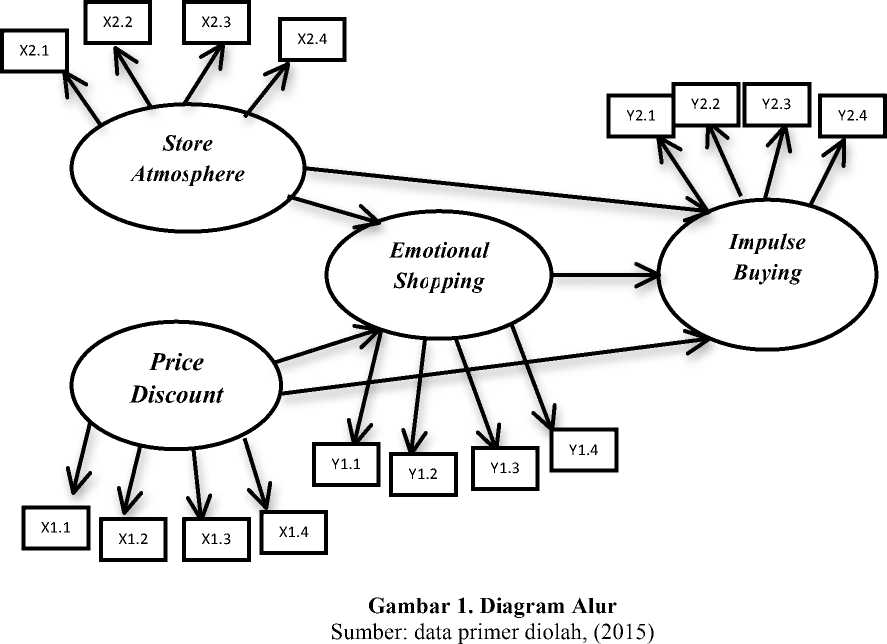 X2.1
X2.2
X2.3
X2.4
Store
Atmosphere
Y2.1
Y2.2
Y2.3
Y2.4
Emotional
Shopping
Impulse
Buying
Price
Discount
Y1.1
Y1.2
Y1.3
Y1.4
X1.1
X1.2
X1.3
X1.4
Gambar 1. Diagram Alur
Sumber: data primer diolah, (2015)